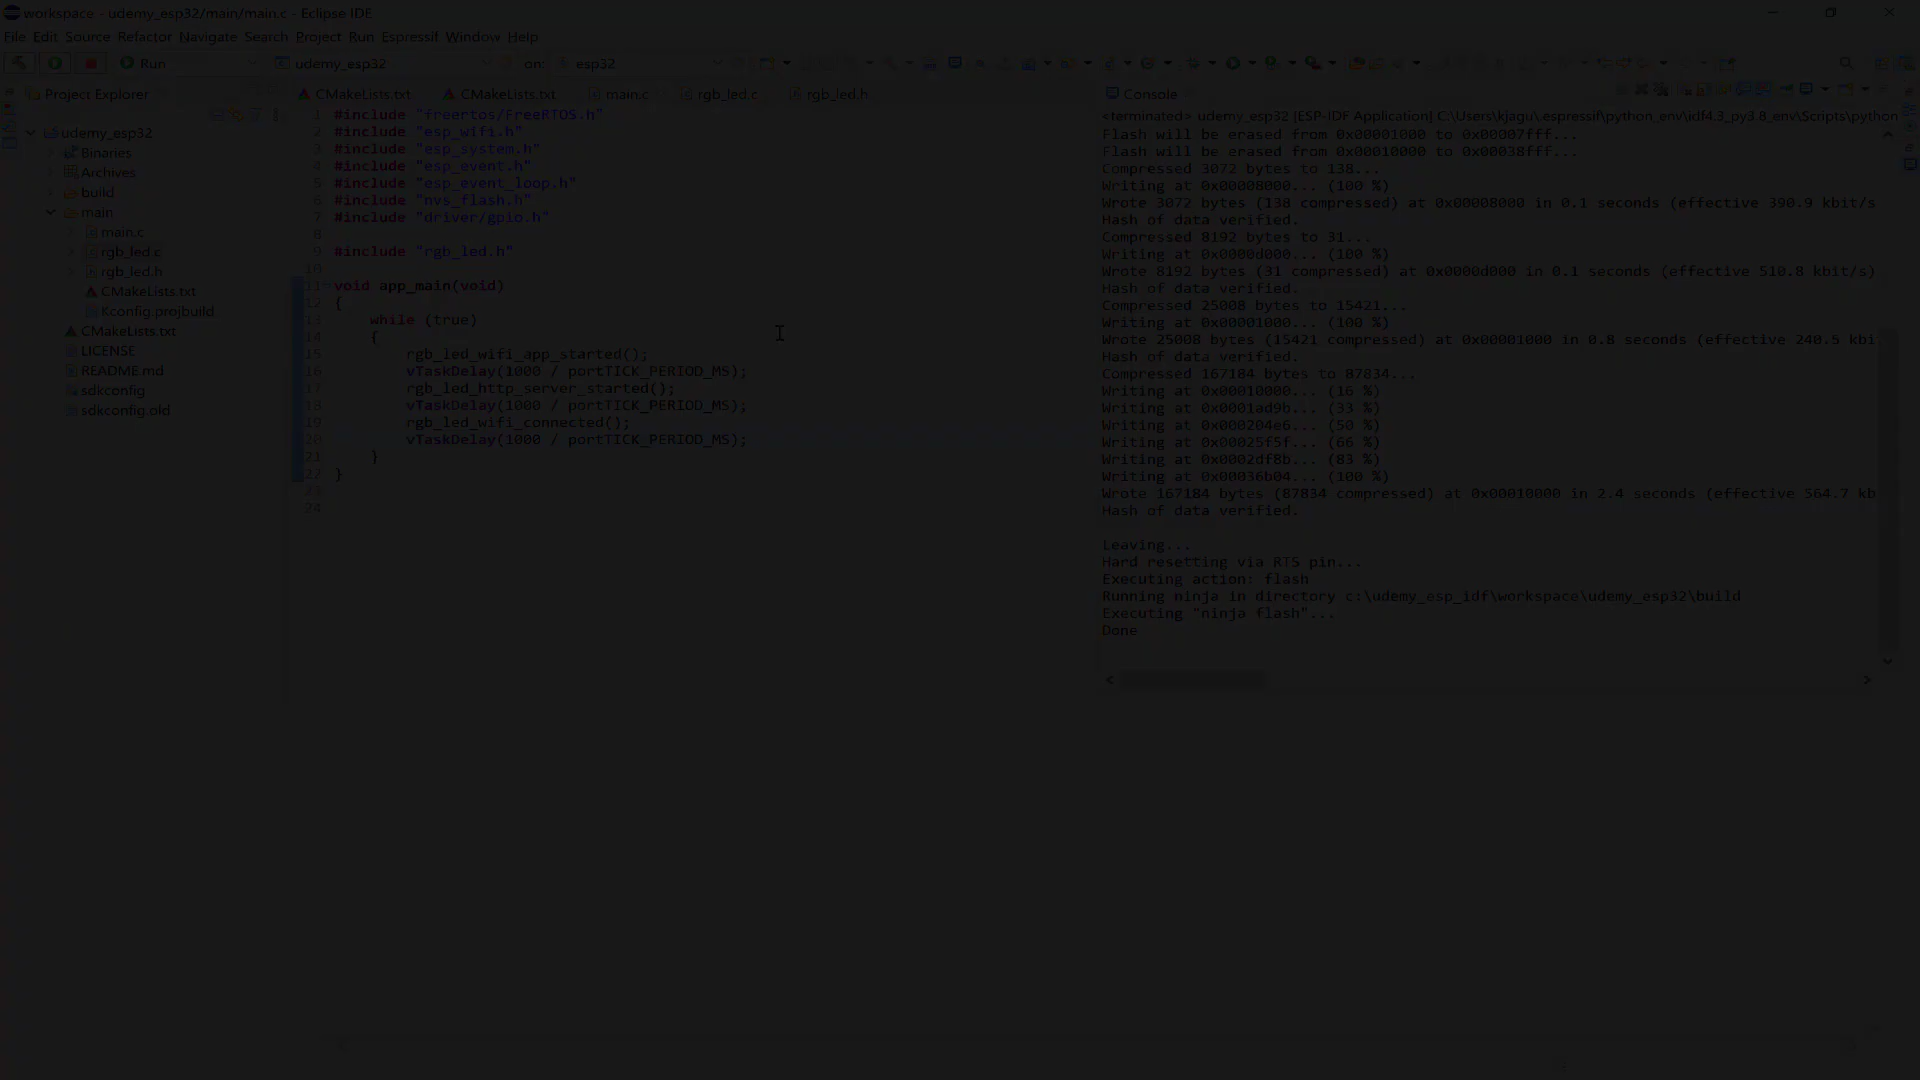 workspace - udemy_esp32/main/main.c - Eclipse IDE
File Edit Source Refactor Navigate Search Project Run Espressif Window Help
Run
udemy_esp32
on:
esp32
Project Explorer
udemy_esp32
Binaries
Archives
build
main
main.c
rgb_led.c
rgb_led.h
CMakeLists.txt
Kconfig.projbuild
CMakeLists.txt
LICENSE
README.md
sdkconfig
sdkconfig.old
CMakeLists.txt
CMakeLists.txt
main.c
rgb_led.c
rgb_led.h
1 #include "freertos/FreeRTOS.h"
2 #include "esp_wifi.h"
3 #include "esp_system.h"
4 #include "esp_event.h"
5 #include "esp_event_loop.h"
6 #include "nvs_flash.h"
7 #include "driver/gpio.h"
8
9 #include "rgb_led.h"
10
11 void app_main(void)
12 {
13 while (true)
14 {
15 rgb_led_wifi_app_started();
16 vTaskDelay(1000 / portTICK_PERIOD_MS);
17 rgb_led_http_server_started();
18 vTaskDelay(1000 / portTICK_PERIOD_MS);
19 rgb_led_wifi_connected();
20 vTaskDelay(1000 / portTICK_PERIOD_MS);
21 }
22 }
23
24
Console
<terminated> udemy_esp32 [ESP-IDF Application] C:\Users\kjagu\.espressif\python_env\idf4.3_py3.8_env\Scripts\python
Flash will be erased from 0x00001000 to 0x00007fff...
Flash will be erased from 0x00010000 to 0x00038fff...
Compressed 3072 bytes to 138...
Writing at 0x00008000... (100 %)
Wrote 3072 bytes (138 compressed) at 0x00008000 in 0.1 seconds (effective 390.9 kbit/s
Hash of data verified.
Compressed 8192 bytes to 31...
Writing at 0x0000d000... (100 %)
Wrote 8192 bytes (31 compressed) at 0x0000d000 in 0.1 seconds (effective 510.8 kbit/s)
Hash of data verified.
Compressed 25008 bytes to 15421...
Writing at 0x00001000... (100 %)
Wrote 25008 bytes (15421 compressed) at 0x00001000 in 0.8 seconds (effective 240.5 kbi
Hash of data verified.
Compressed 167184 bytes to 87834...
Writing at 0x00010000... (16 %)
Writing at 0x0001ad9b... (33 %)
Writing at 0x000204e6... (50 %)
Writing at 0x00025f5f... (66 %)
Writing at 0x0002df8b... (83 %)
Writing at 0x00036b04... (100 %)
Wrote 167184 bytes (87834 compressed) at 0x00010000 in 2.4 seconds (effective 564.7 kb
Hash of data verified.
Leaving...
Hard resetting via RTS pin...
Executing action: flash
Running ninja in directory c:\udemy_esp_idf\workspace\udemy_esp32\build
Executing "ninja flash"...
Done